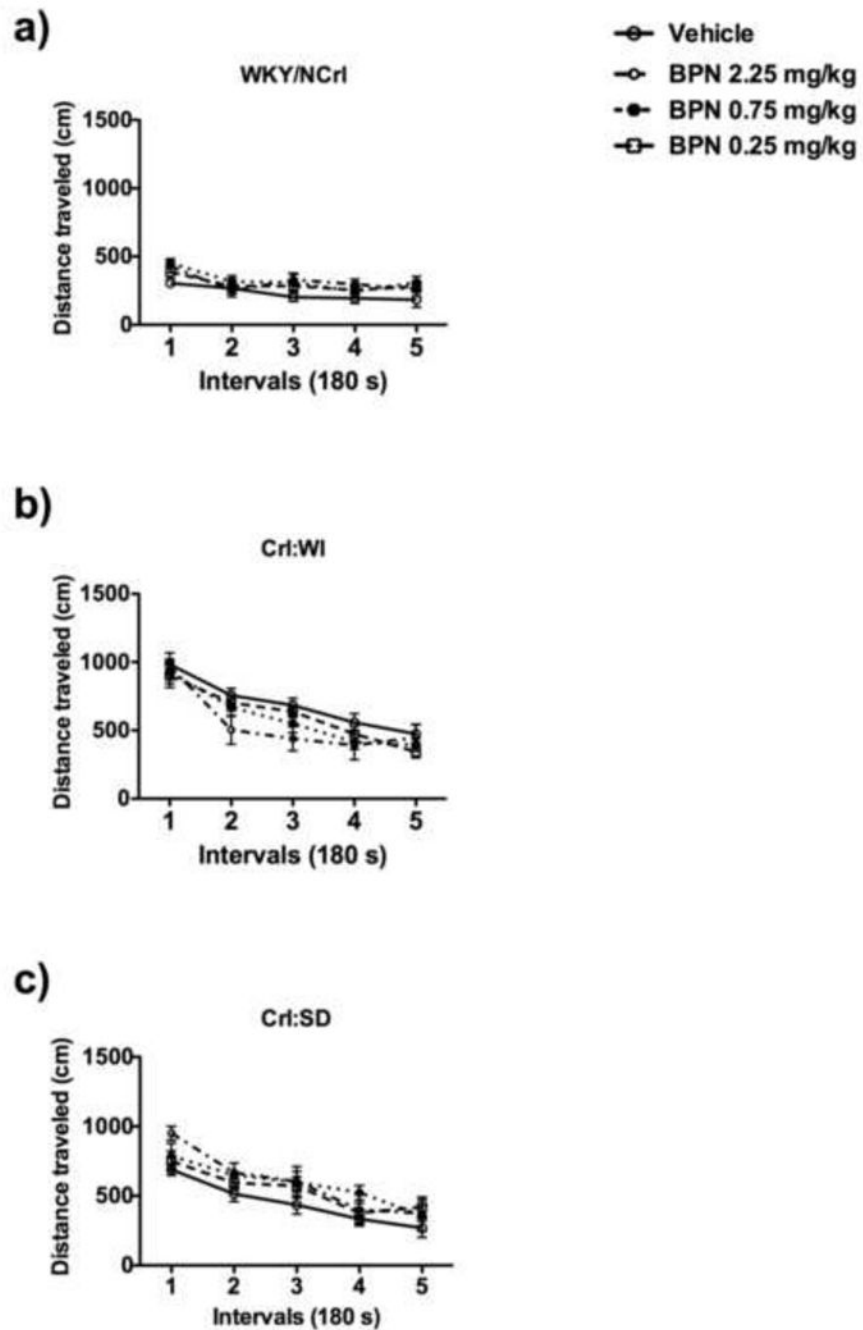 a)
WKY/NCrl
Vehicle
BPN 2.25 mg/kg
BPN 0.75 mg/kg
BPN 0.25 mg/kg
Distance traveled (cm)
1500
1000
500
0
1 2 3 4 5
Intervals (180 s)
b)
Crl:WI
Distance traveled (cm)
1500
1000
500
0
1 2 3 4 5
Intervals (180 s)
c)
Crl:SD
Distance traveled (cm)
1500
1000
500
0
1 2 3 4 5
Intervals (180 s)